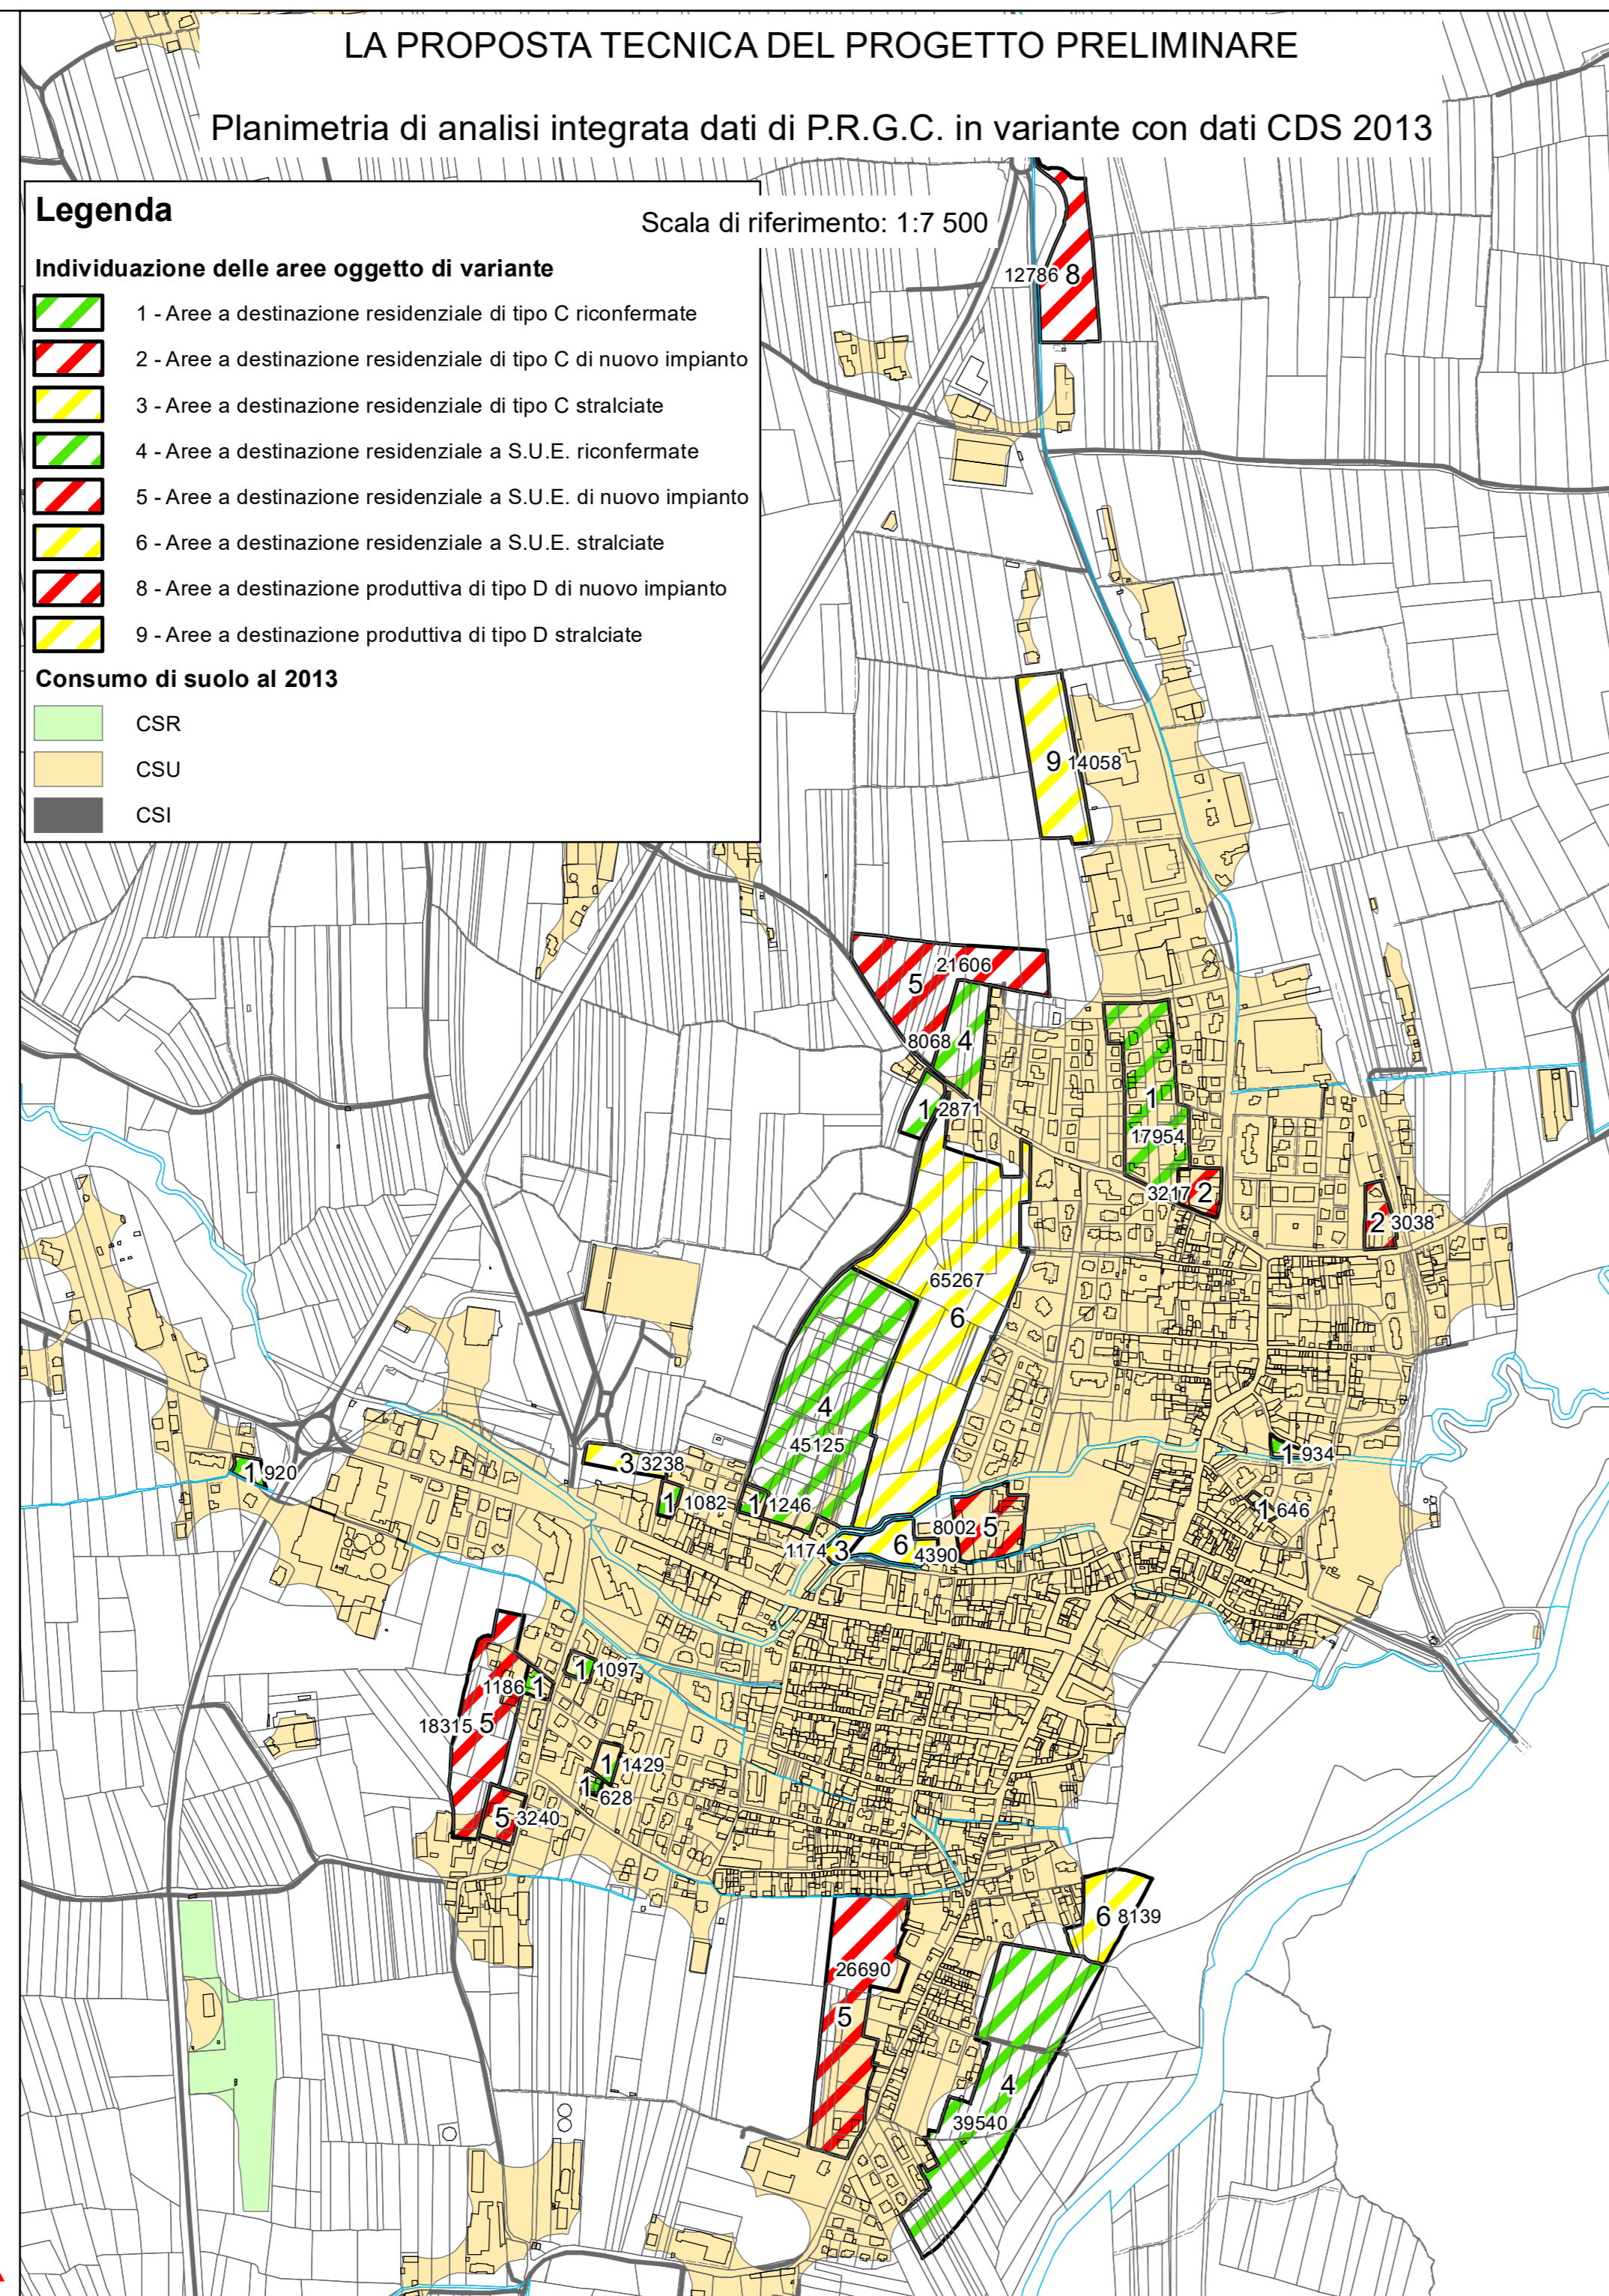 LA PROPOSTA TECNICA DEL PROGETTO PRELIMINARE
Planimetria di analisi integrata dati di P.R.G.C. in variante con dati CDS 2013
Legenda
Scala di riferimento: 1:7 500
Individuazione delle aree oggetto di variante
1 - Aree a destinazione residenziale di tipo C riconfermate
2 - Aree a destinazione residenziale di tipo C di nuovo impianto
3 - Aree a destinazione residenziale di tipo C stralciate
4 - Aree a destinazione residenziale a S.U.E. riconfermate
5 - Aree a destinazione residenziale a S.U.E. di nuovo impianto
6 - Aree a destinazione residenziale a S.U.E. stralciate
8 - Aree a destinazione produttiva di tipo D di nuovo impianto
9 - Aree a destinazione produttiva di tipo D stralciate
Consumo di suolo al 2013
CSR
CSU
CSI
12786 8
9 14058
21606
5
8068 4
1 2871
1
17954
3217 2
2 3038
65267
6
4
45125
3 3238
1 920
1 1082
1 1246
1 934
1 646
8002 5
1174 3
6 4390
1 1097
1186 1
18315 5
1 1429
1 628
5 3240
6 8139
26690
5
4
39540